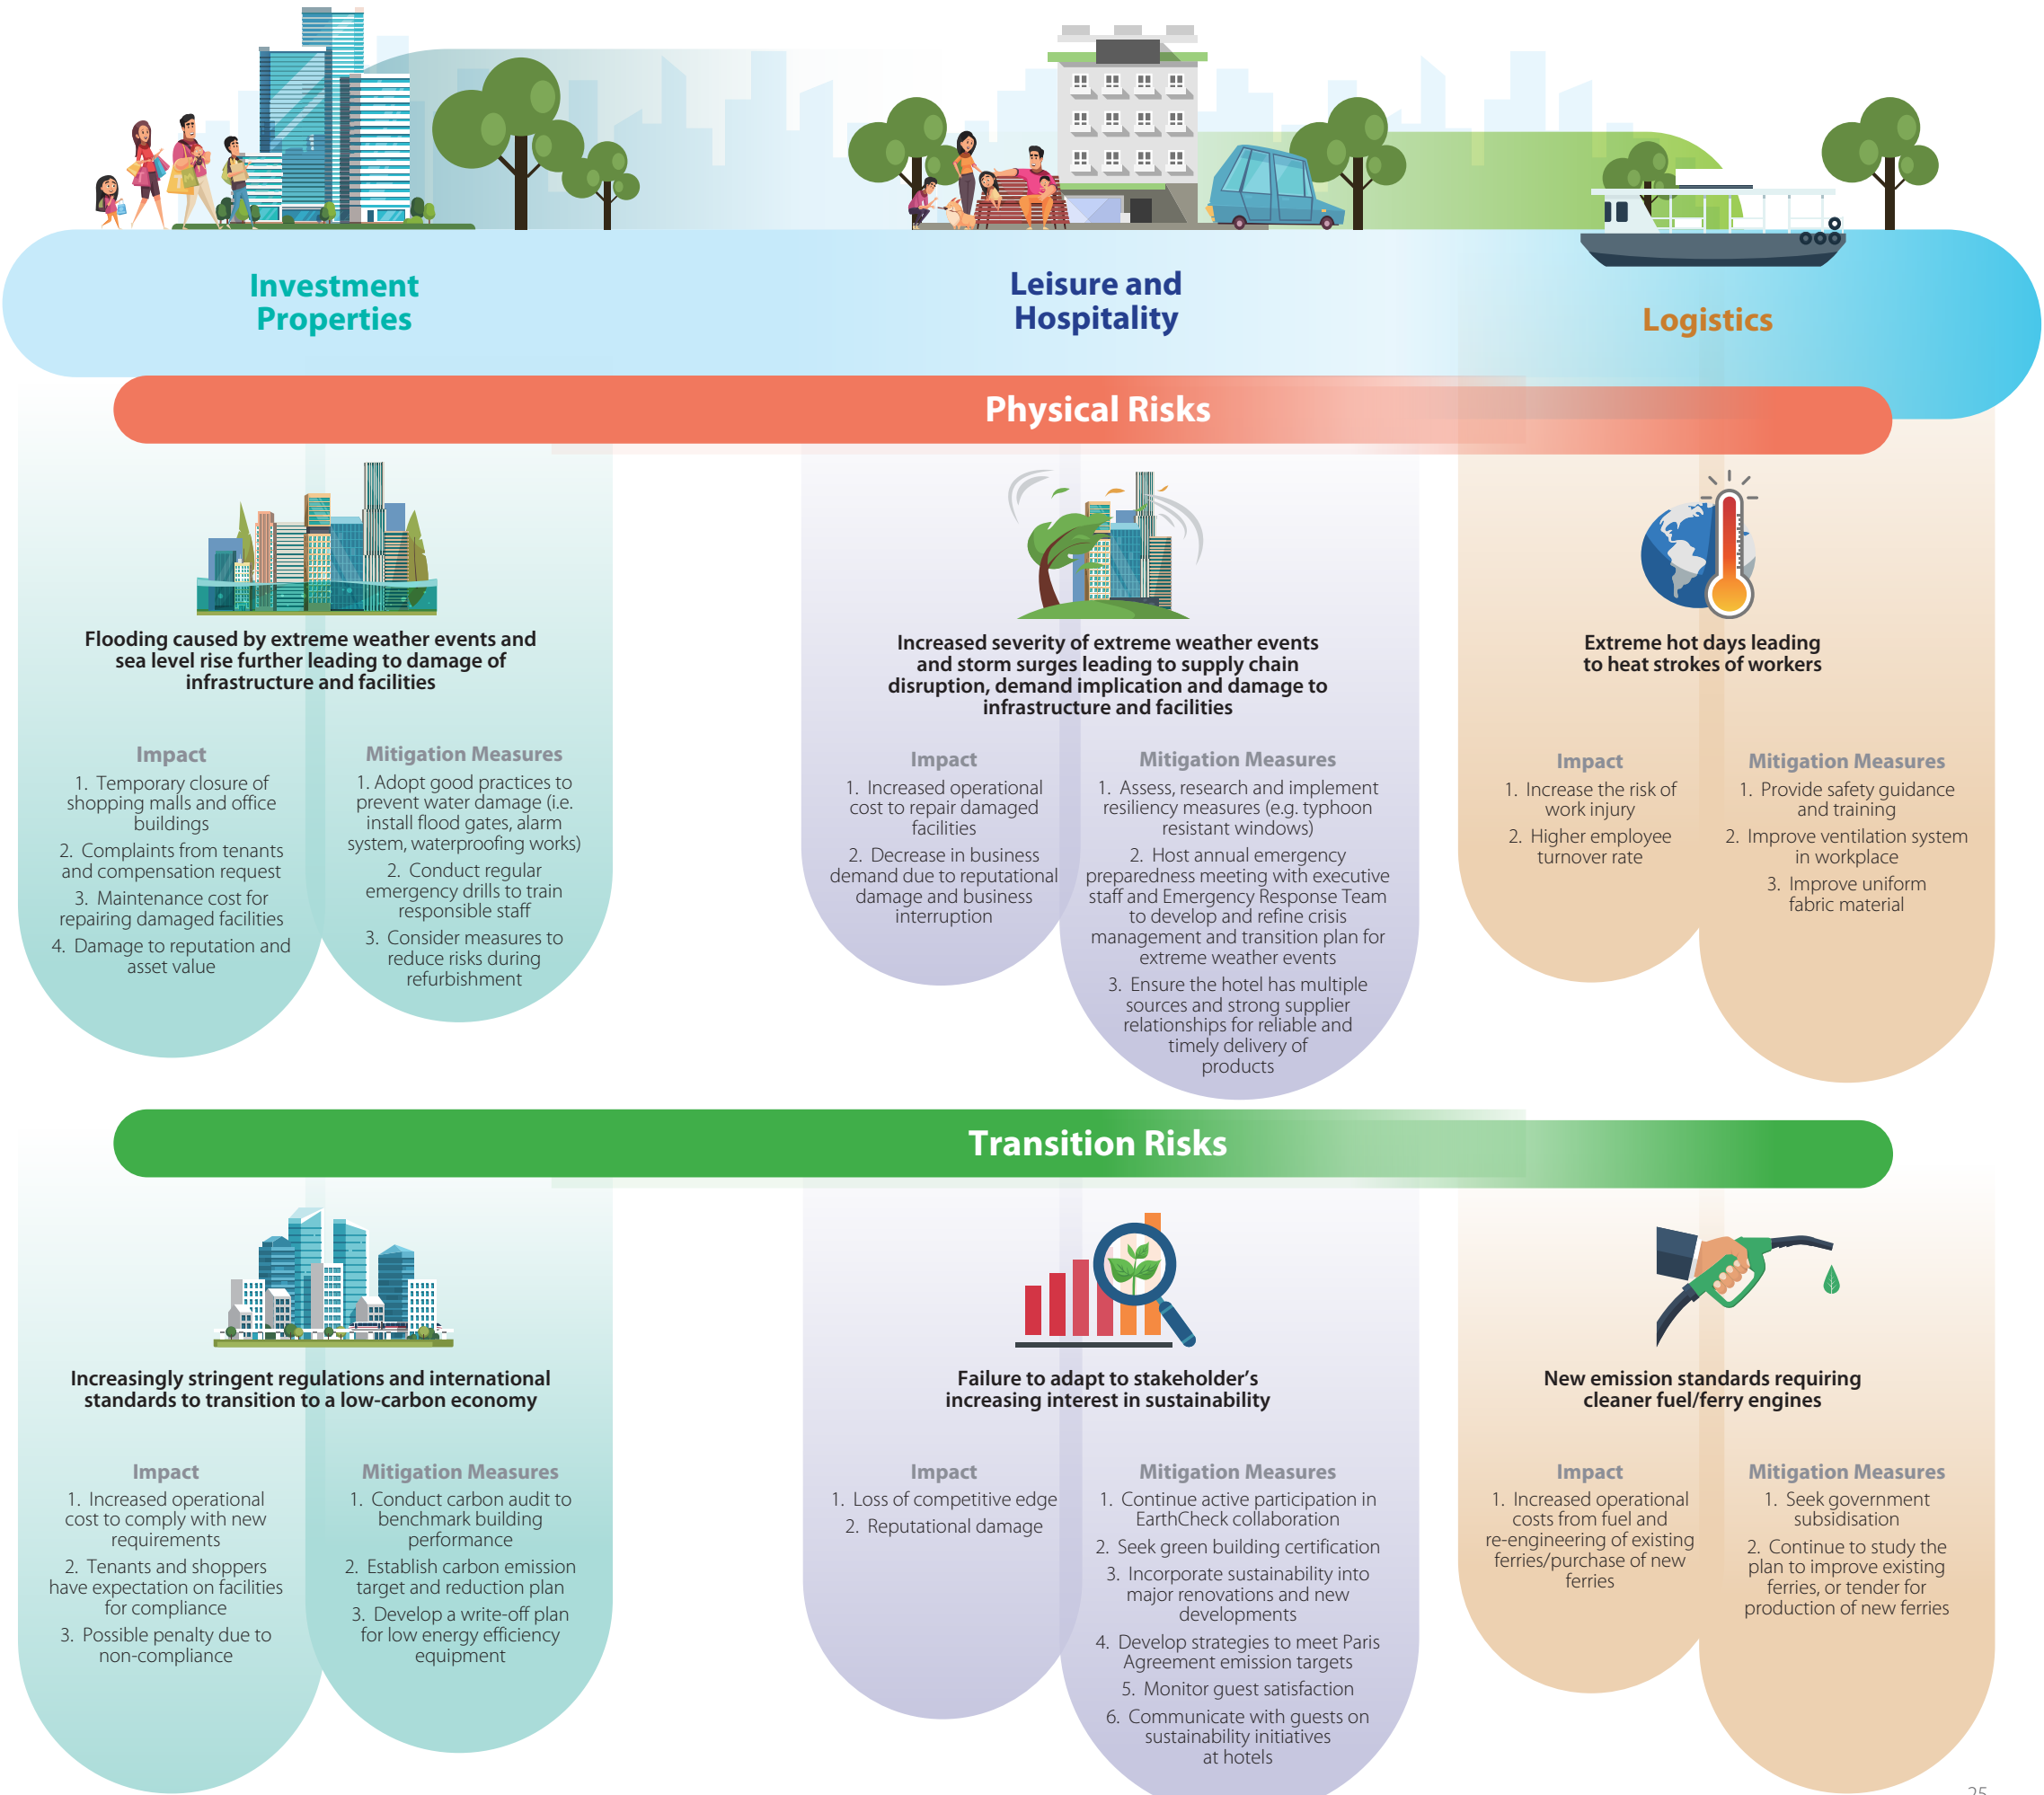 Investment
Properties
Leisure and
Hospitality
Logistics
Physical Risks
Flooding caused by extreme weather events and
sea level rise further leading to damage of
infrastructure and facilities
Impact
1. Temporary closure of
shopping malls and office
buildings
2. Complaints from tenants
and compensation request
3. Maintenance cost for
repairing damaged facilities
4. Damage to reputation and
asset value
Mitigation Measures
1. Adopt good practices to
prevent water damage (i.e.
install flood gates, alarm
system, waterproofing works)
2. Conduct regular
emergency drills to train
responsible staff
3. Consider measures to
reduce risks during
refurbishment
Increased severity of extreme weather events
and storm surges leading to supply chain
disruption, demand implication and damage to
infrastructure and facilities
Impact
1. Increased operational
cost to repair damaged
facilities
2. Decrease in business
demand due to reputational
damage and business
interruption
Mitigation Measures
1. Assess, research and implement
resiliency measures (e.g. typhoon
resistant windows)
2. Host annual emergency
preparedness meeting with executive
staff and Emergency Response Team
to develop and refine crisis
management and transition plan for
extreme weather events
3. Ensure the hotel has multiple
sources and strong supplier
relationships for reliable and
timely delivery of
products
Extreme hot days leading
to heat strokes of workers
Impact
1. Increase the risk of
work injury
2. Higher employee
turnover rate
Mitigation Measures
1. Provide safety guidance
and training
2. Improve ventilation system
in workplace
3. Improve uniform
fabric material
Transition Risks
Increasingly stringent regulations and international
standards to transition to a low-carbon economy
Impact
1. Increased operational
cost to comply with new
requirements
2. Tenants and shoppers
have expectation on facilities
for compliance
3. Possible penalty due to
non-compliance
Mitigation Measures
1. Conduct carbon audit to
benchmark building
performance
2. Establish carbon emission
target and reduction plan
3. Develop a write-off plan
for low energy efficiency
equipment
Failure to adapt to stakeholder's
increasing interest in sustainability
Impact
1. Loss of competitive edge
2. Reputational damage
Mitigation Measures
1. Continue active participation in
EarthCheck collaboration
2. Seek green building certification
3. Incorporate sustainability into
major renovations and new
developments
4. Develop strategies to meet Paris
Agreement emission targets
5. Monitor guest satisfaction
6. Communicate with guests on
sustainability initiatives
at hotels
New emission standards requiring
cleaner fuel/ferry engines
Impact
1. Increased operational
costs from fuel and
re-engineering of existing
ferries/purchase of new
ferries
Mitigation Measures
1. Seek government
subsidisation
2. Continue to study the
plan to improve existing
ferries, or tender for
production of new ferries
25